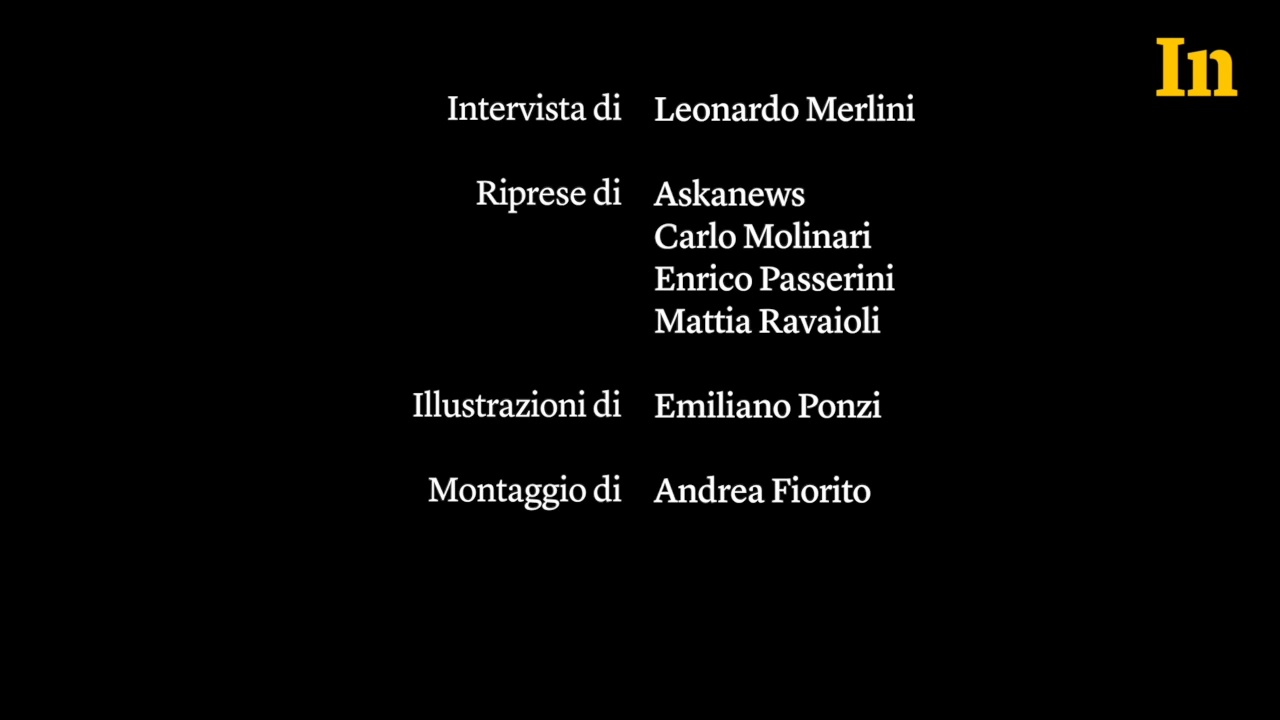 In
Intervista di Leonardo Merlini
Riprese di Askanews
Carlo Molinari
Enrico Passerini
Mattia Ravaioli
Illustrazioni di Emiliano Ponzi
Montaggio di Andrea Fiorito